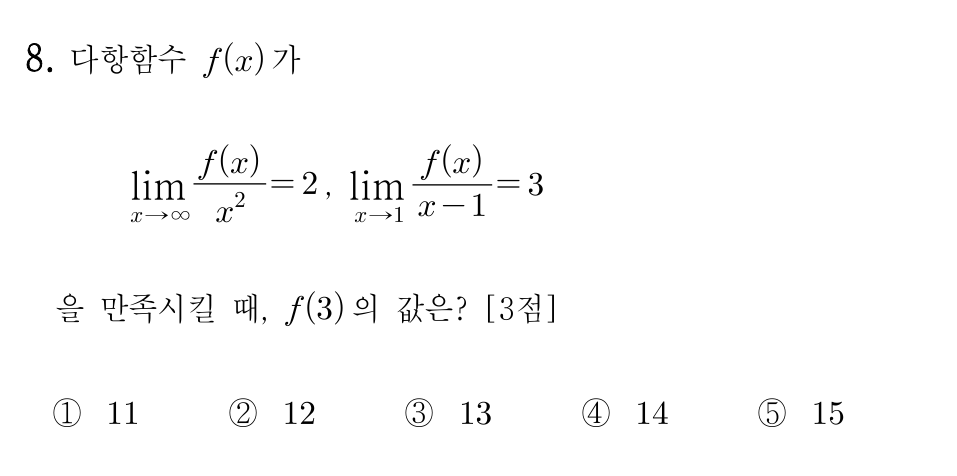 8. 다항함수 f(x)가
lim_{x→∞} f(x)/x² = 2, lim_{x→1} f(x)/(x−1) = 3
을 만족시킬 때, f(3)의 값은? [3점]
① 11 ② 12 ③ 13 ④ 14 ⑤ 15